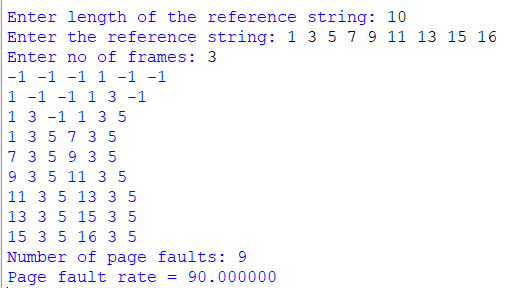 Enter length of the reference string: 10
Enter the reference string: 1 3 5 7 9 11 13 15 16
Enter no of frames: 3
-1 -1 -1 1 -1 -1
1 -1 -1 1 3 -1
1 3 -1 1 3 5
1 3 5 7 3 5
7 3 5 9 3 5
9 3 5 11 3 5
11 3 5 13 3 5
13 3 5 15 3 5
15 3 5 16 3 5
Number of page faults: 9
Page fault rate = 90.000000